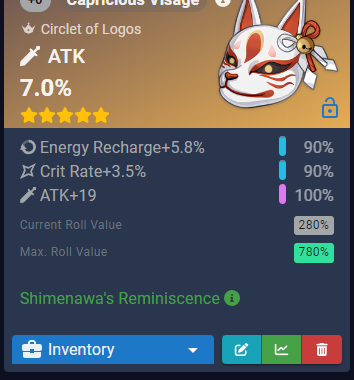 +0 Capricious Visage
Circlet of Logos
ATK
7.0%
Energy Recharge+5.8% 90%
Crit Rate+3.5% 90%
ATK+19 100%
Current Roll Value 280%
Max. Roll Value 780%
Shimenawa's Reminiscence
Inventory